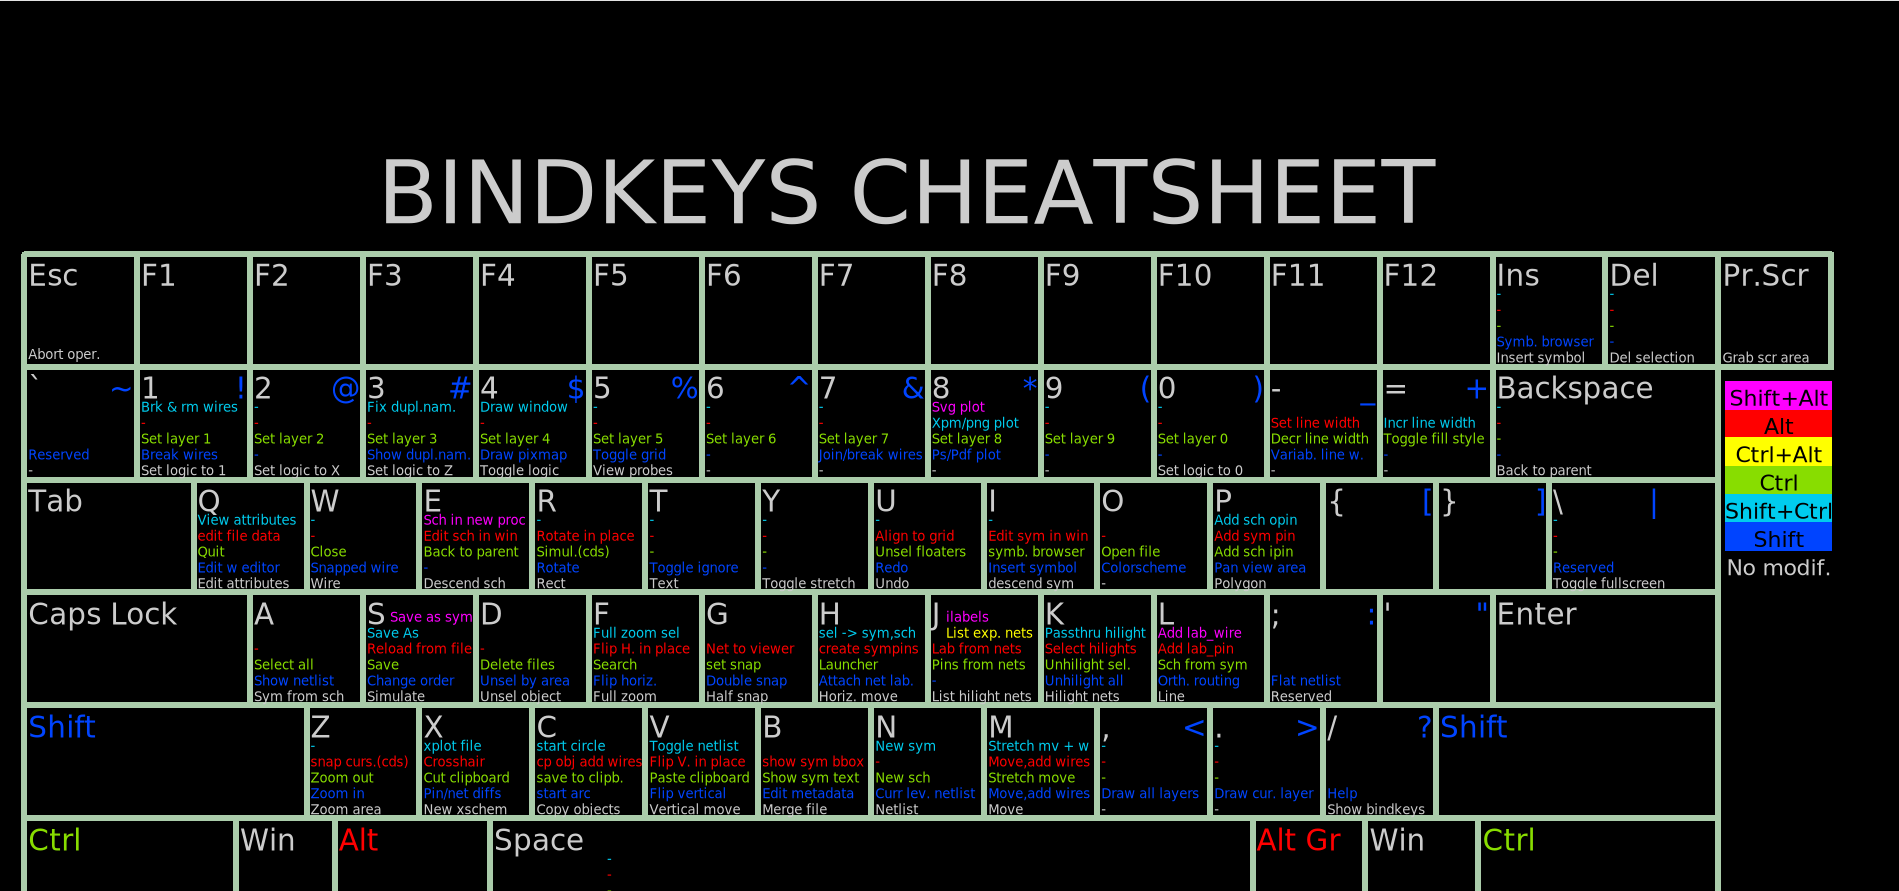 BINDKEYS CHEATSHEET
Esc
Abort oper.
F1
F2
F3
F4
F5
F6
F7
F8
F9
F10
F11
F12
Ins
-
-
-
Symb. browser
Insert symbol
Del
-
-
-
-
Del selection
Pr.Scr
Grab scr area
` ~
Reserved
-
1 !
Brk & rm wires
-
Set layer 1
Break wires
Set logic to 1
2 @
-
-
Set layer 2
-
Set logic to X
3 #
Fix dupl.nam.
-
Set layer 3
Show dupl.nam.
Set logic to Z
4 $
Draw window
-
Set layer 4
Draw pixmap
Toggle logic
5 %
-
-
Set layer 5
Toggle grid
View probes
6 ^
-
-
Set layer 6
-
-
7 &
-
-
Set layer 7
Join/break wires
-
8 *
Svg plot
Xpm/png plot
Set layer 8
Ps/Pdf plot
-
9 (
-
-
Set layer 9
-
-
0 )
-
-
Set layer 0
-
Set logic to 0
- _
Set line width
Decr line width
Variab. line w.
-
= +
Incr line width
Toggle fill style
-
-
Backspace
-
-
-
-
Back to parent
Shift+Alt
Alt
Ctrl+Alt
Ctrl
Shift+Ctrl
Shift
No modif.
Tab
Q
View attributes
edit file data
Quit
Edit w editor
Edit attributes
W
-
-
Close
Snapped wire
Wire
E
Sch in new proc
Edit sch in win
Back to parent
-
Descend sch
R
-
Rotate in place
Simul.(cds)
Rotate
Rect
T
-
-
-
Toggle ignore
Text
Y
-
-
-
-
Toggle stretch
U
-
Align to grid
Unsel floaters
Redo
Undo
I
-
Edit sym in win
symb. browser
Insert symbol
descend sym
O
-
Open file
Colorscheme
-
P
Add sch opin
Add sym pin
Add sch ipin
Pan view area
Polygon
{ [
} ]
\ |
-
-
-
Reserved
Toggle fullscreen
Caps Lock
A
-
Select all
Show netlist
Sym from sch
S Save as sym
Save As
Reload from file
Save
Change order
Simulate
D
-
Delete files
Unsel by area
Unsel object
F
Full zoom sel
Flip H. in place
Search
Flip horiz.
Full zoom
G
Net to viewer
set snap
Double snap
Half snap
H
sel -> sym,sch
create sympins
Launcher
Attach net lab.
Horiz. move
J ilabels
List exp. nets
Lab from nets
Pins from nets
-
List hilight nets
K
Passthru hilight
Select hilights
Unhilight sel.
Unhilight all
Hilight nets
L
Add lab_wire
Add lab_pin
Sch from sym
Orth. routing
Line
; :
Flat netlist
Reserved
' "
Enter
Shift
Z
-
snap curs.(cds)
Zoom out
Zoom in
Zoom area
X
xplot file
Crosshair
Cut clipboard
Pin/net diffs
New xschem
C
start circle
cp obj add wires
save to clipb.
start arc
Copy objects
V
Toggle netlist
Flip V. in place
Paste clipboard
Flip vertical
Vertical move
B
show sym bbox
Show sym text
Edit metadata
Merge file
N
New sym
-
New sch
Curr lev. netlist
Netlist
M
Stretch mv + w
Move,add wires
Stretch move
Move,add wires
Move
, <
-
-
-
Draw all layers
-
. >
-
-
-
Draw cur. layer
-
/ ?
Help
Show bindkeys
Shift
Ctrl
Win
Alt
Space
-
-
-
Alt Gr
Win
Ctrl